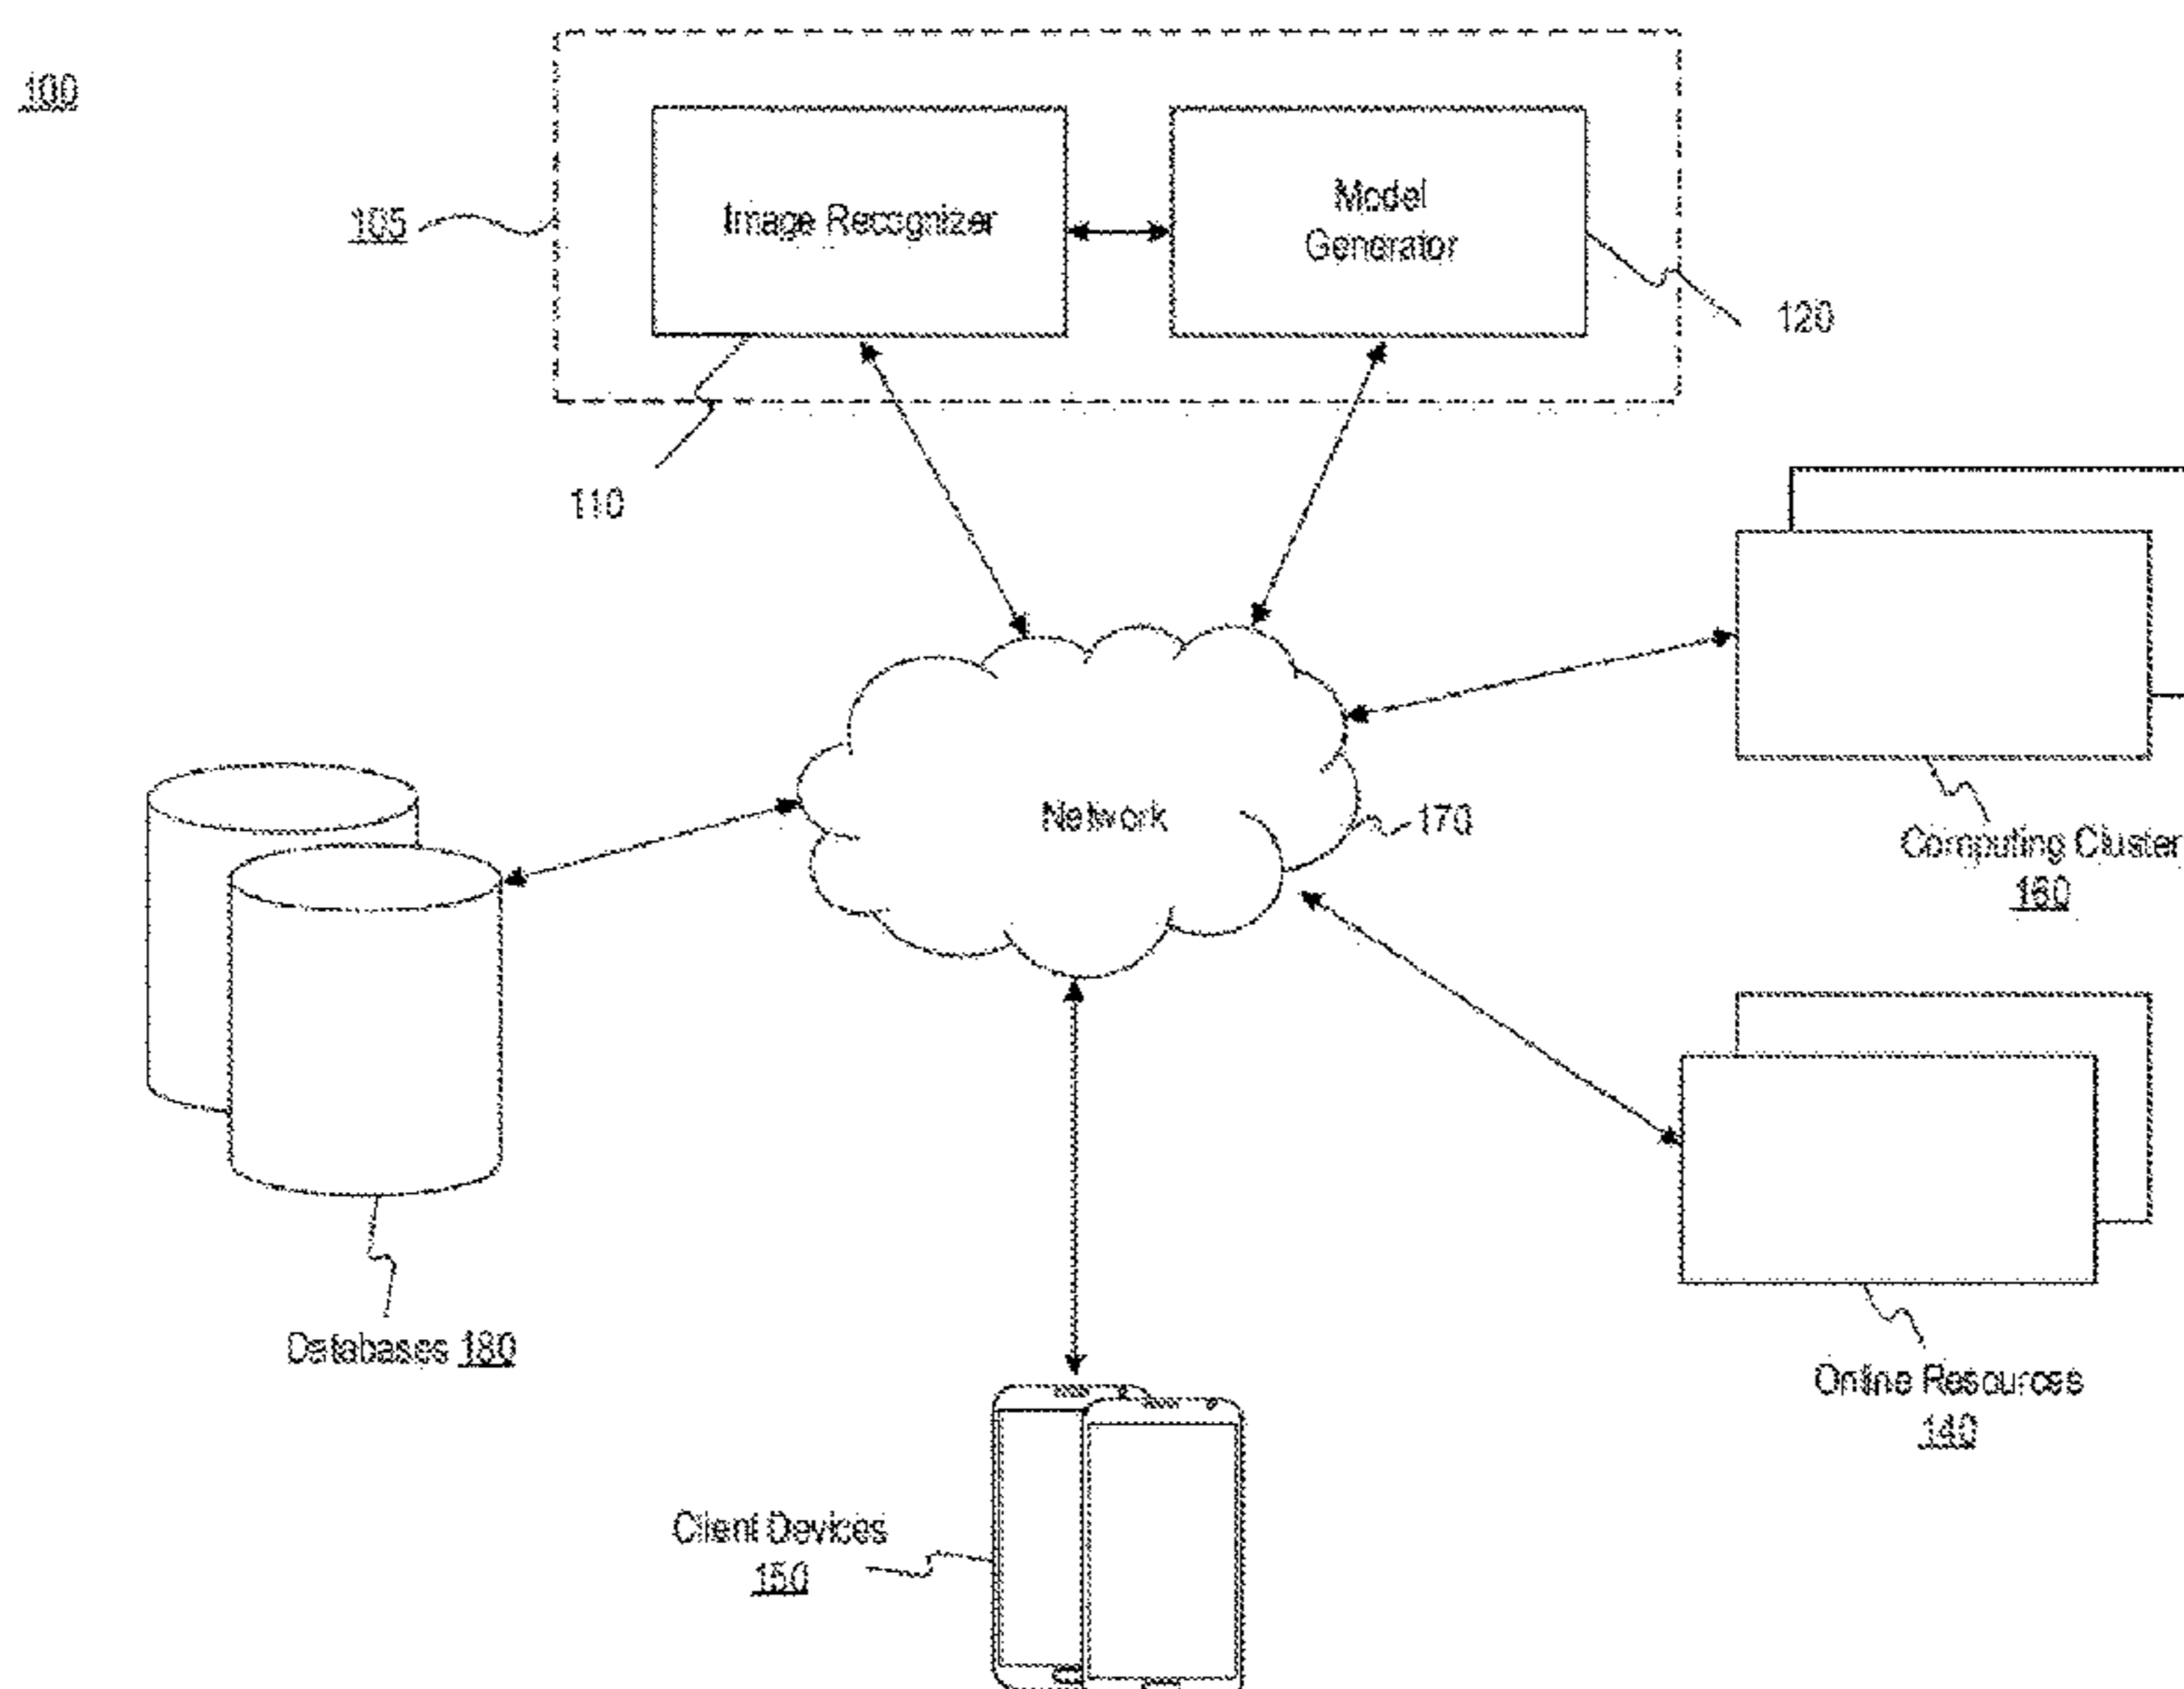 100
105
Image Recognizer
Model
Generator
120
110
Network
170
Computing Cluster
160
Databases 180
Online Resources
140
Client Devices
150